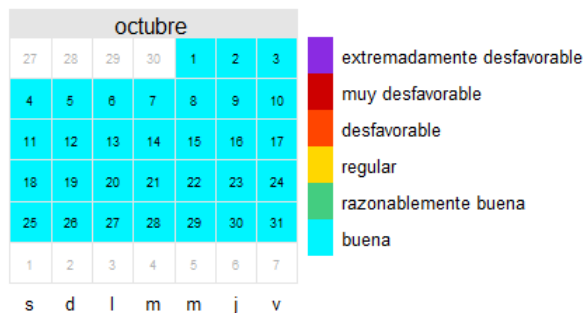 octubre
27 28 29 30 1 2 3
4 5 6 7 8 9 10
11 12 13 14 15 16 17
18 19 20 21 22 23 24
25 26 27 28 29 30 31
1 2 3 4 5 6 7
s d l m m j v
extremadamente desfavorable
muy desfavorable
desfavorable
regular
razonablemente buena
buena